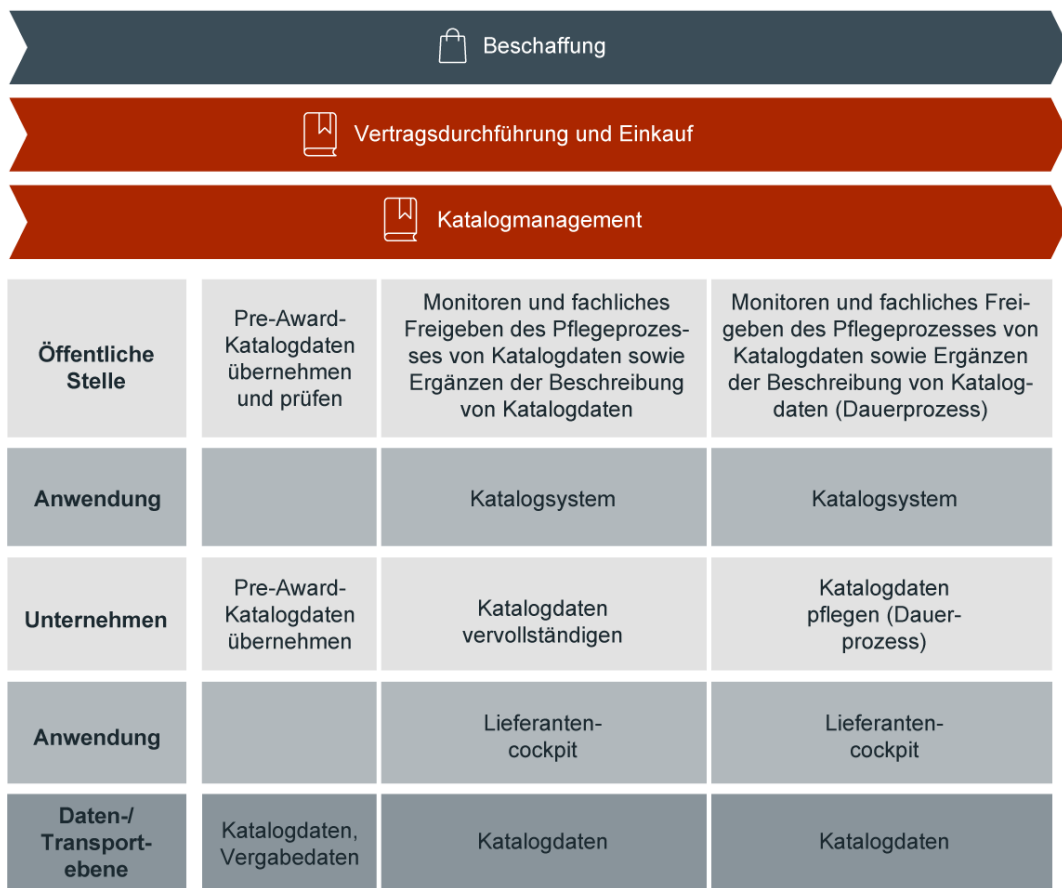 Beschaffung
Vertragsdurchführung und Einkauf
Katalogmanagement
Öffentliche
Stelle
Pre-Award-
Katalogdaten
übernehmen
und prüfen
Monitoren und fachliches
Freigeben des Pflegeprozes-
ses von Katalogdaten sowie
Ergänzen der Beschreibung
von Katalogdaten
Monitoren und fachliches Frei-
geben des Pflegeprozesses von
Katalogdaten sowie Ergänzen
der Beschreibung von Katalog-
daten (Dauerprozess)
Anwendung
Katalogsystem
Katalogsystem
Unternehmen
Pre-Award-
Katalogdaten
übernehmen
Katalogdaten
vervollständigen
Katalogdaten
pflegen (Dauer-
prozess)
Anwendung
Lieferanten-
cockpit
Lieferanten-
cockpit
Daten-/
Transport-
ebene
Katalogdaten,
Vergabedaten
Katalogdaten
Katalogdaten